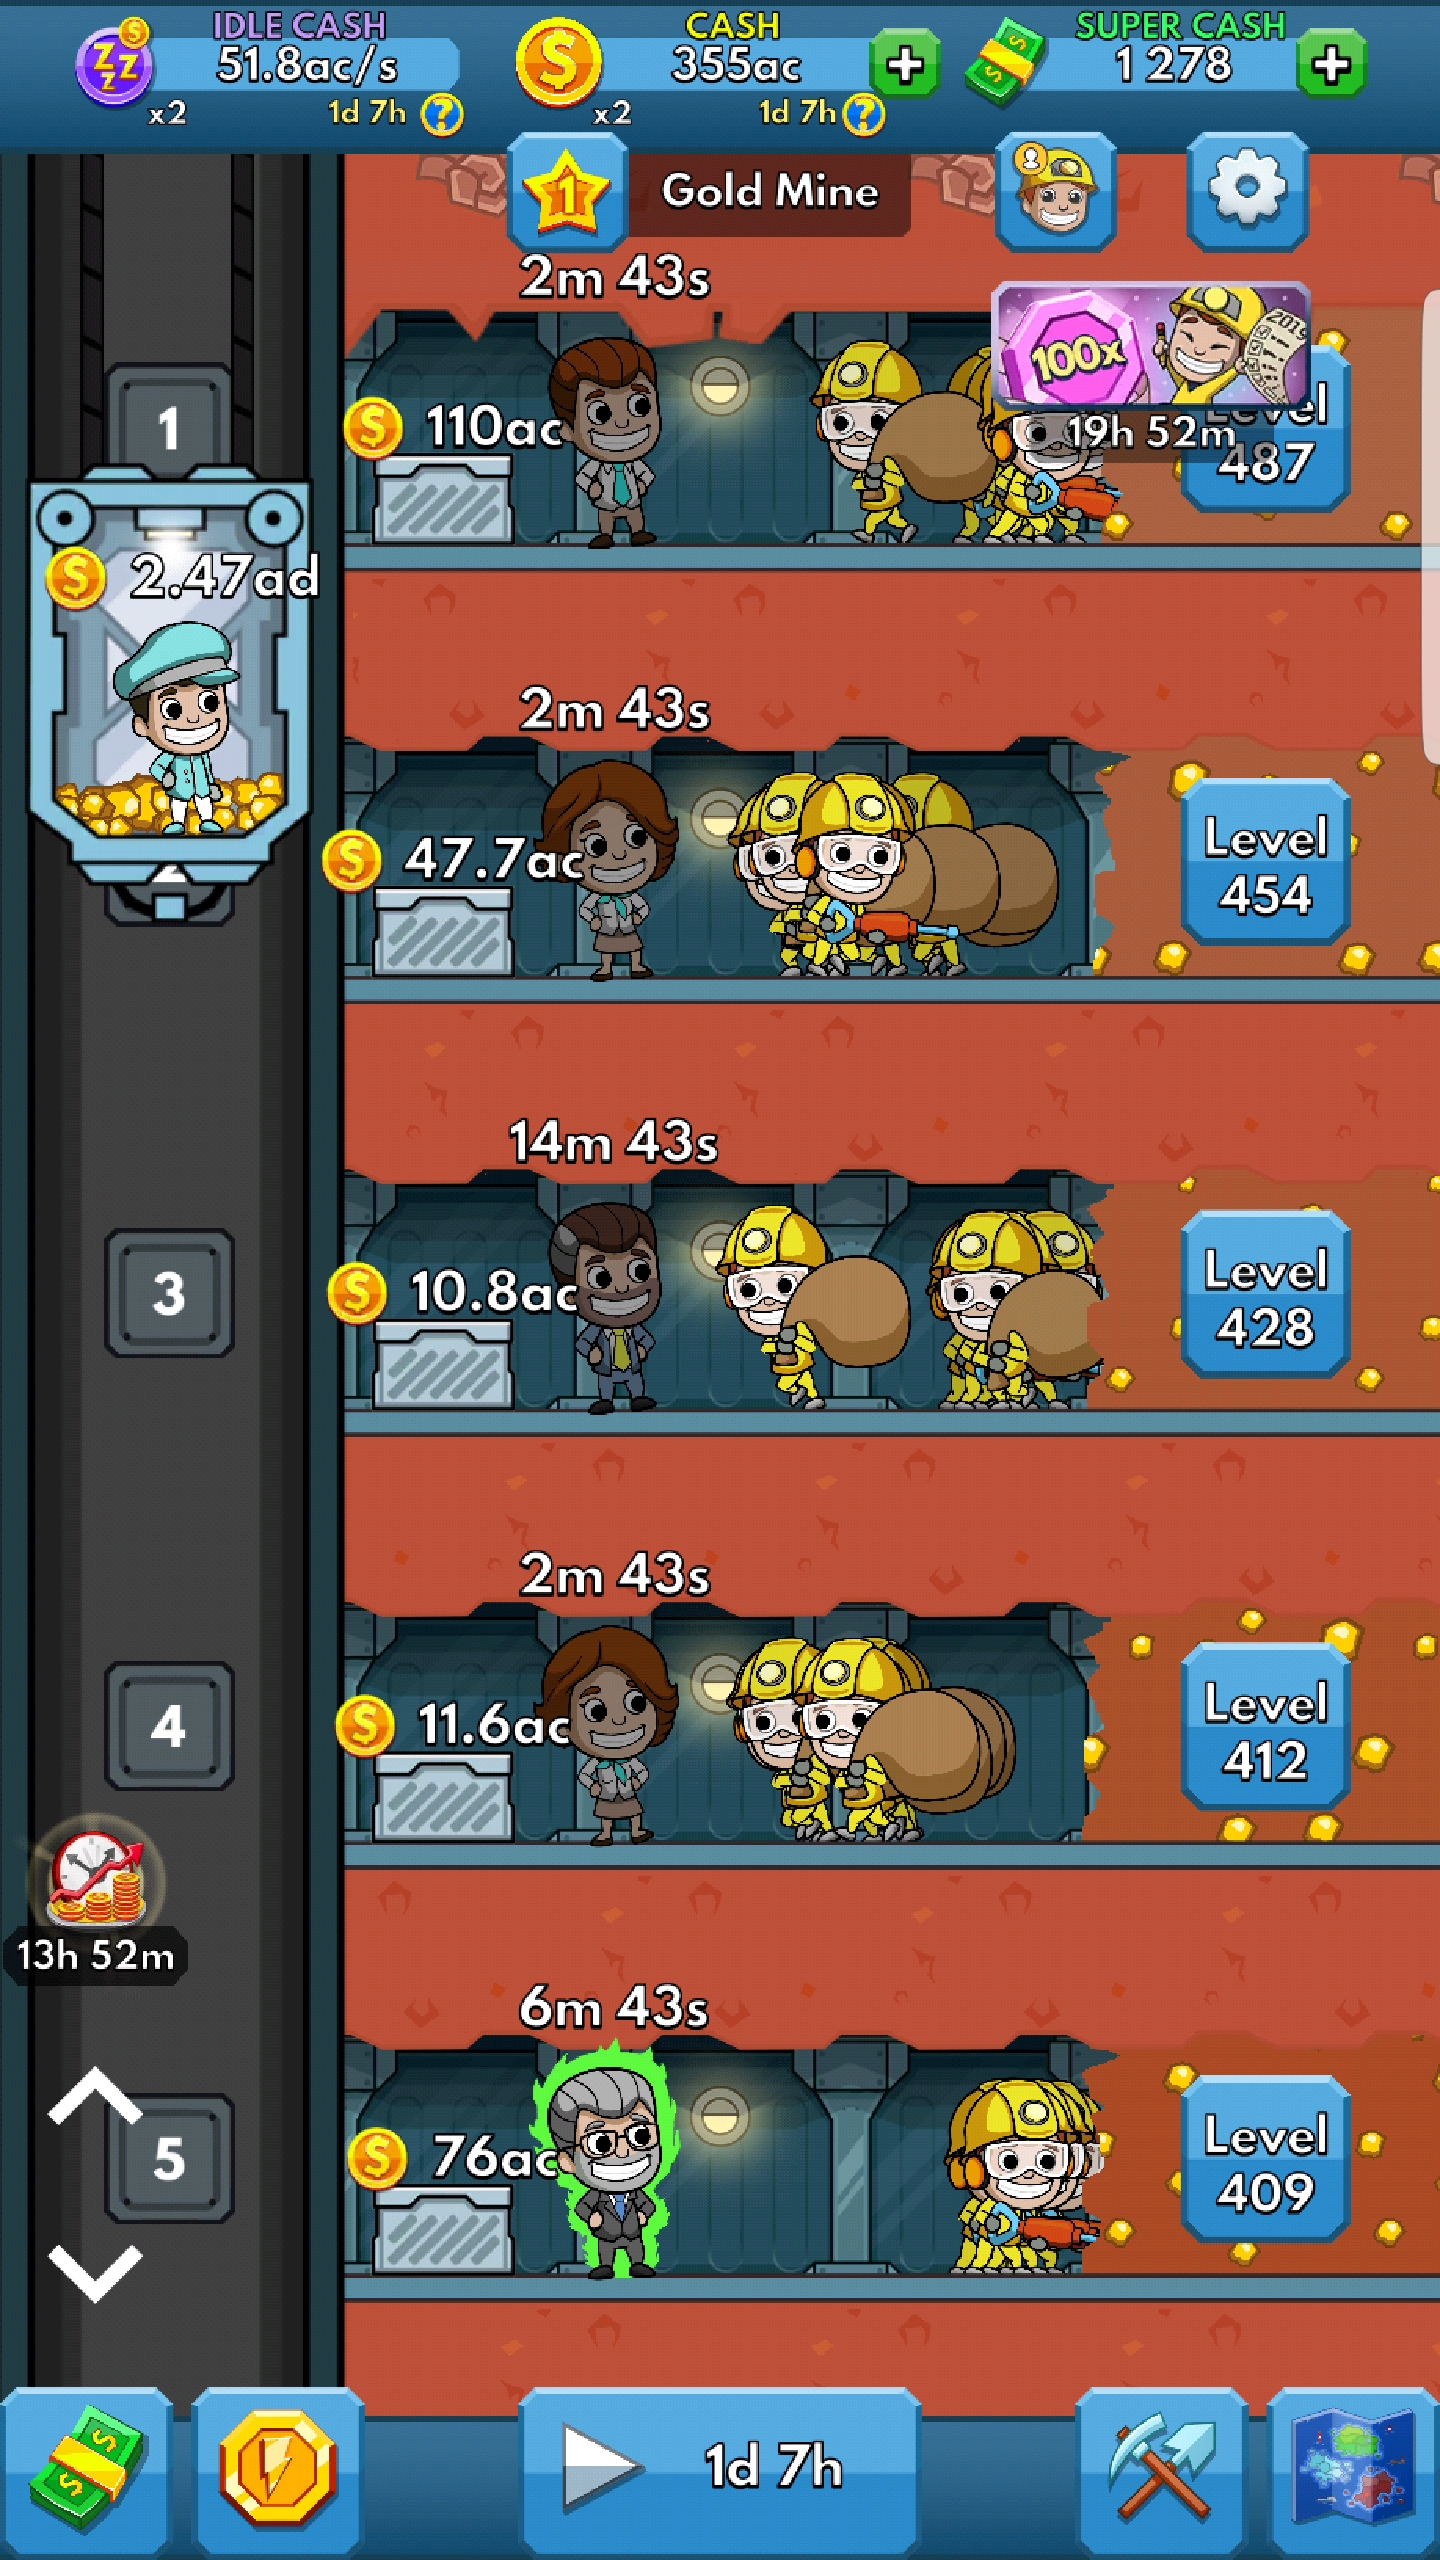 IDLE CASH
51.8ac/s
x2
1d 7h
?
CASH
355ac
x2
1d 7h
?
SUPER CASH
1 278
1
Gold Mine
2m 43s
100x
19h 52m
1
110ac
Level
487
2.47ad
2m 43s
47.7ac
Level
454
14m 43s
3
10.8ac
Level
428
2m 43s
4
11.6ac
Level
412
13h 52m
6m 43s
5
76ac
Level
409
1d 7h